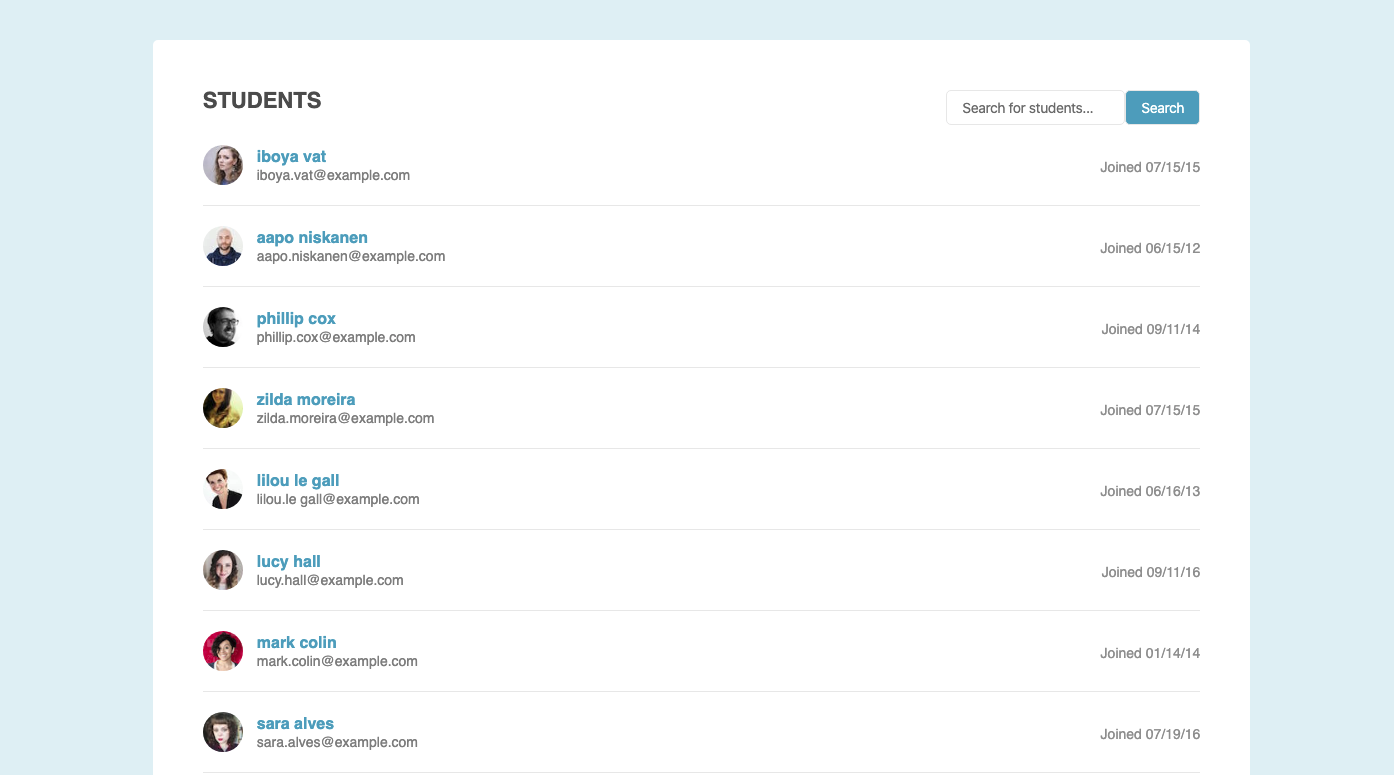 STUDENTS
Search for students...
Search
iboya vat
iboya.vat@example.com
Joined 07/15/15
aapo niskanen
aapo.niskanen@example.com
Joined 06/15/12
phillip cox
phillip.cox@example.com
Joined 09/11/14
zilda moreira
zilda.moreira@example.com
Joined 07/15/15
lilou le gall
lilou.le gall@example.com
Joined 06/16/13
lucy hall
lucy.hall@example.com
Joined 09/11/16
mark colin
mark.colin@example.com
Joined 01/14/14
sara alves
sara.alves@example.com
Joined 07/19/16